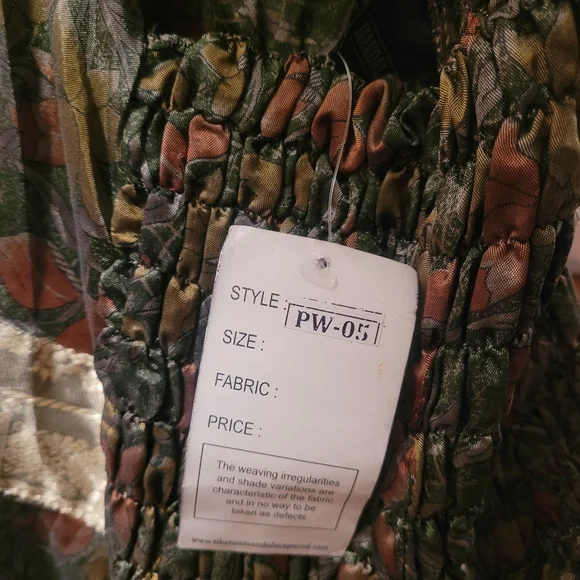 STYLE : PW-05
SIZE :
FABRIC :
PRICE :
The weaving irregularities
and shade variations are
characteristic of the fabric
and in no way to be
taken as defects